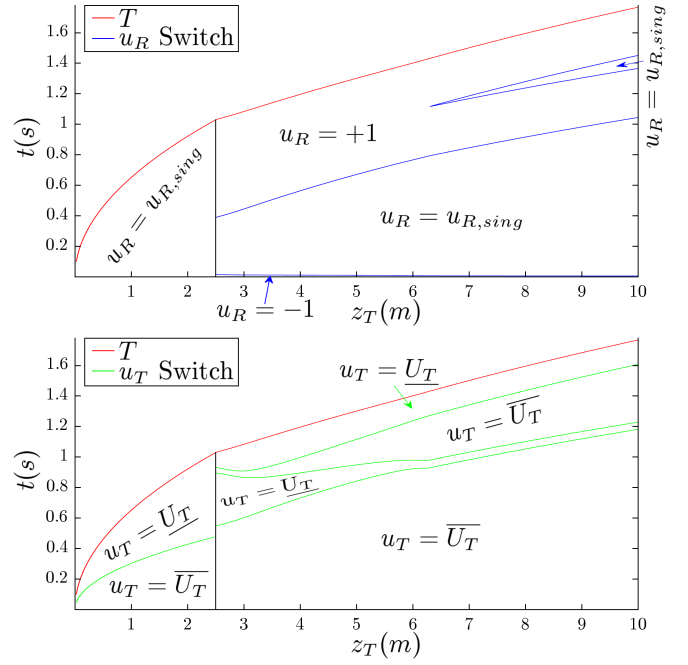 T
u_R Switch
1.6
1.4
1.2
1
0.8
0.6
0.4
0.2
t(s)
u_R = u_{R,sing}
u_R = +1
u_R = u_{R,sing}
u_R = u_{R,sing}
u_R = −1
1 2 3 4 5 6 7 8 9 10
z_T(m)
T
u_T Switch
1.6
1.4
1.2
1
0.8
0.6
0.4
0.2
t(s)
u_T = \underline{U_T}
u_T = \overline{U_T}
u_T = \underline{U_T}
u_T = \underline{U_T}
u_T = \overline{U_T}
u_T = \overline{U_T}
1 2 3 4 5 6 7 8 9 10
z_T(m)